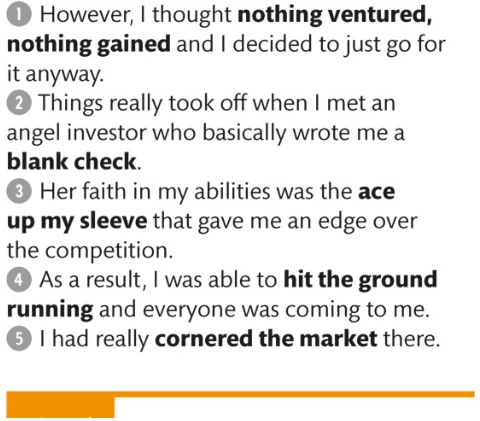 1 However, I thought nothing ventured,
nothing gained and I decided to just go for
it anyway.
2 Things really took off when I met an
angel investor who basically wrote me a
blank check.
3 Her faith in my abilities was the ace
up my sleeve that gave me an edge over
the competition.
4 As a result, I was able to hit the ground
running and everyone was coming to me.
5 I had really cornered the market there.